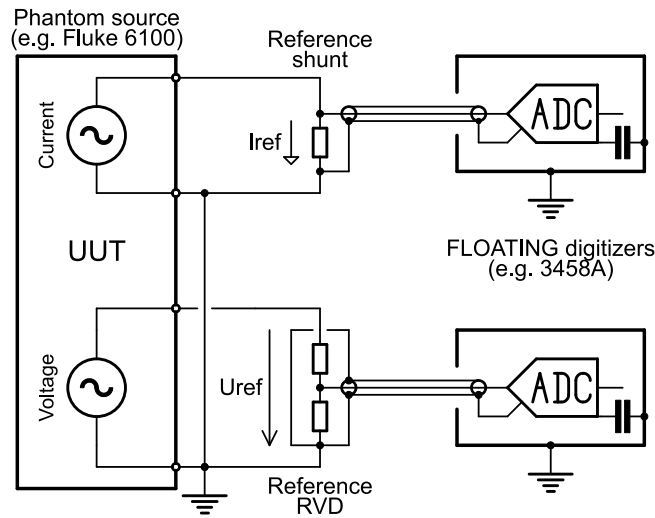 Phantom source
(e.g. Fluke 6100)
Reference
shunt
Current
Iref
ADC
UUT
FLOATING digitizers
(e.g. 3458A)
Voltage
Uref
ADC
Reference
RVD